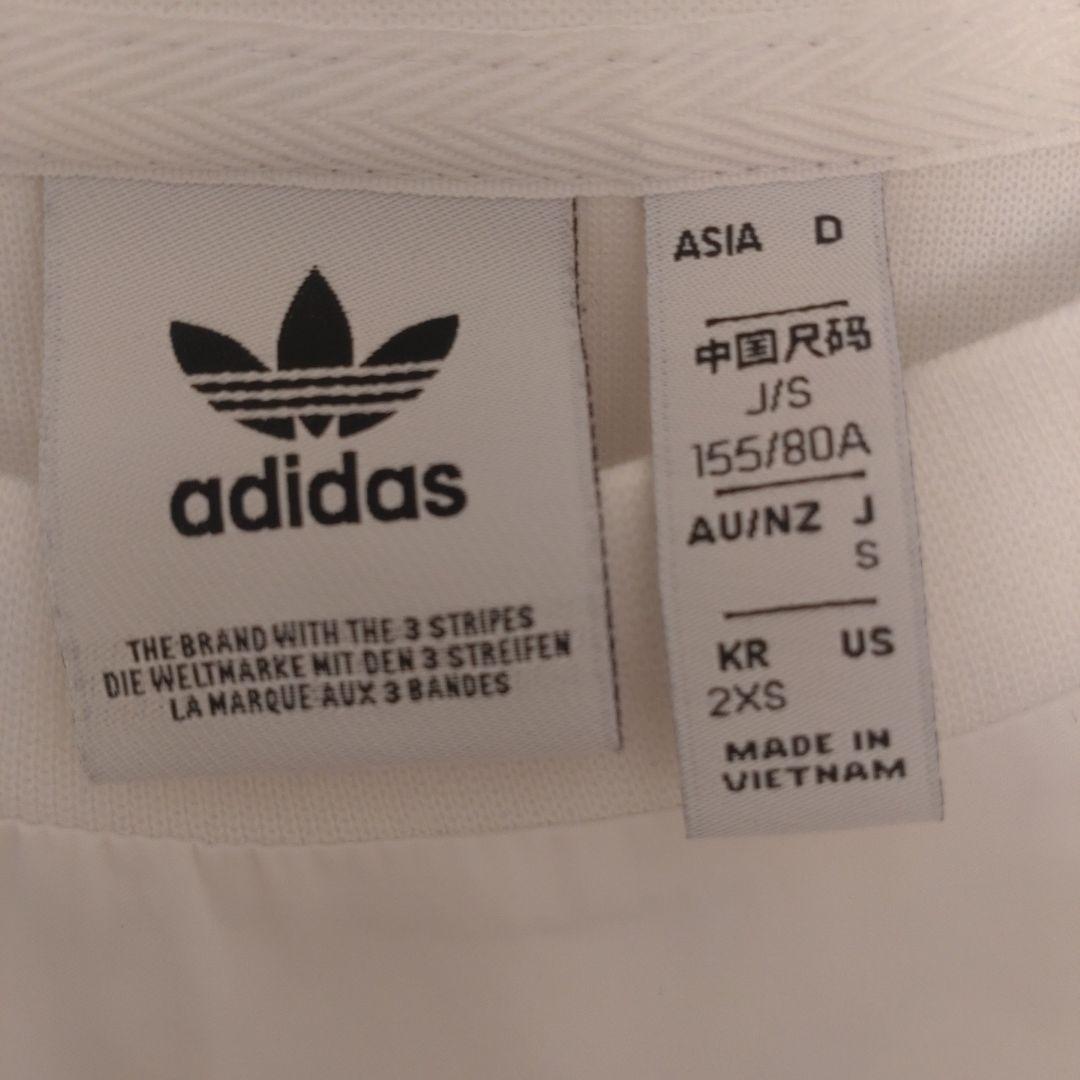 adidas
THE BRAND WITH THE 3 STRIPES
DIE WELTMARKE MIT DEN 3 STREIFEN
LA MARQUE AUX 3 BANDES
ASIA D
中国尺码
J/S
155/80A
AU/NZ J
S
KR US
2XS
MADE IN
VIETNAM